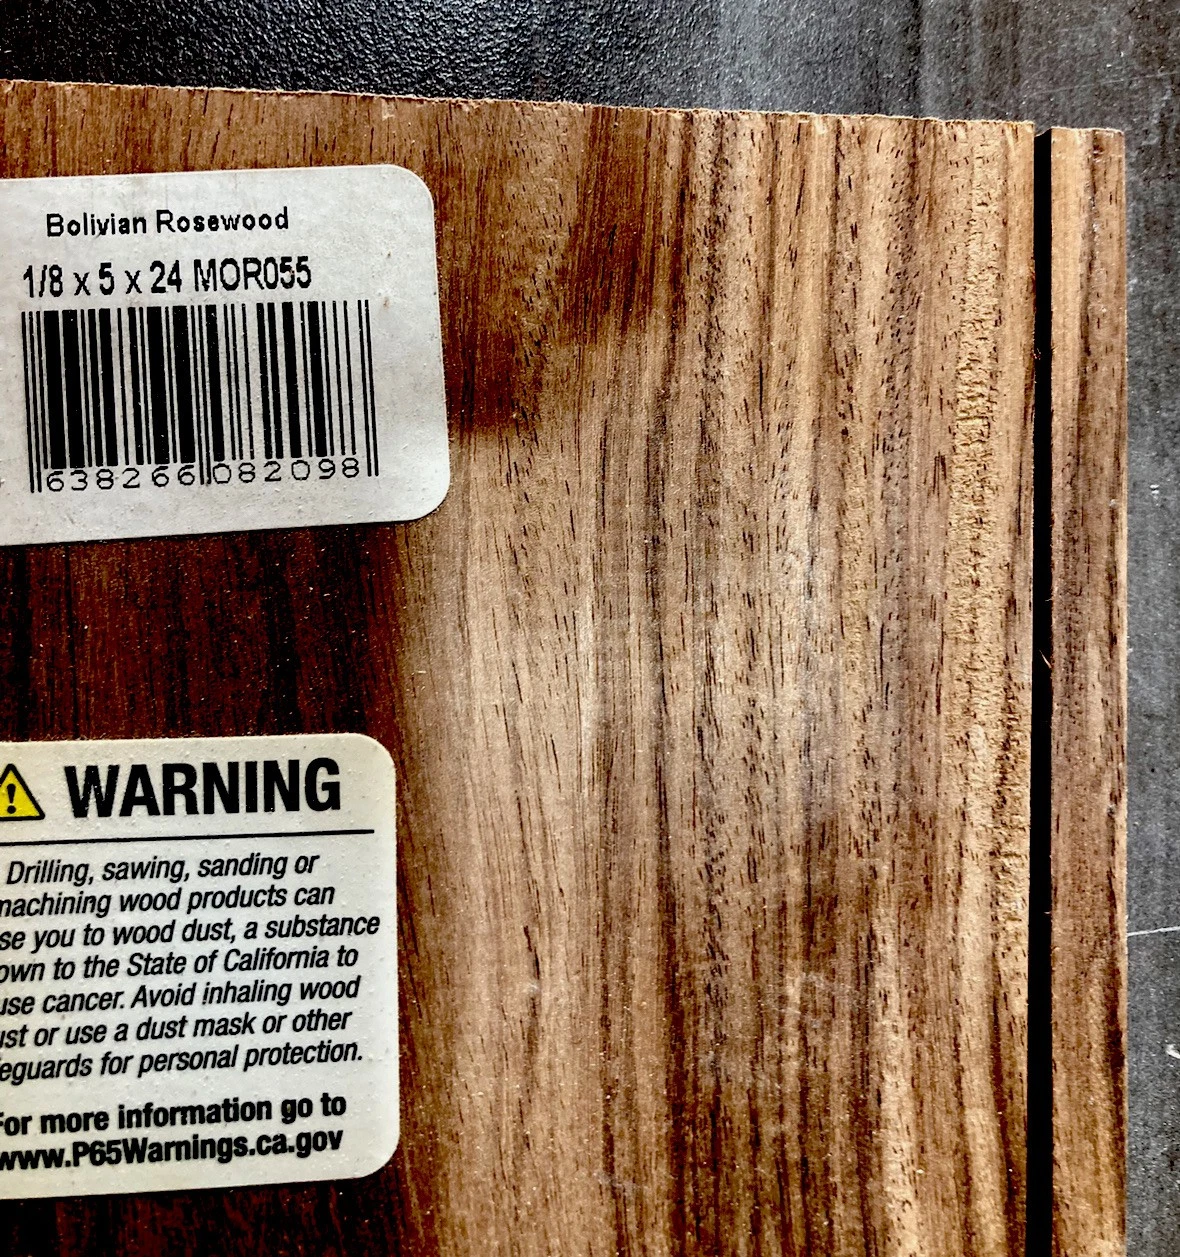 Bolivian Rosewood
1/8 x 5 x 24 MOR055
638266 082098
WARNING
Drilling, sawing, sanding or
machining wood products can
you to wood dust, a substance
to the State of California to
cancer. Avoid inhaling wood
or use a dust mask or other
for personal protection.
For more information go to
www.P65Warnings.ca.gov